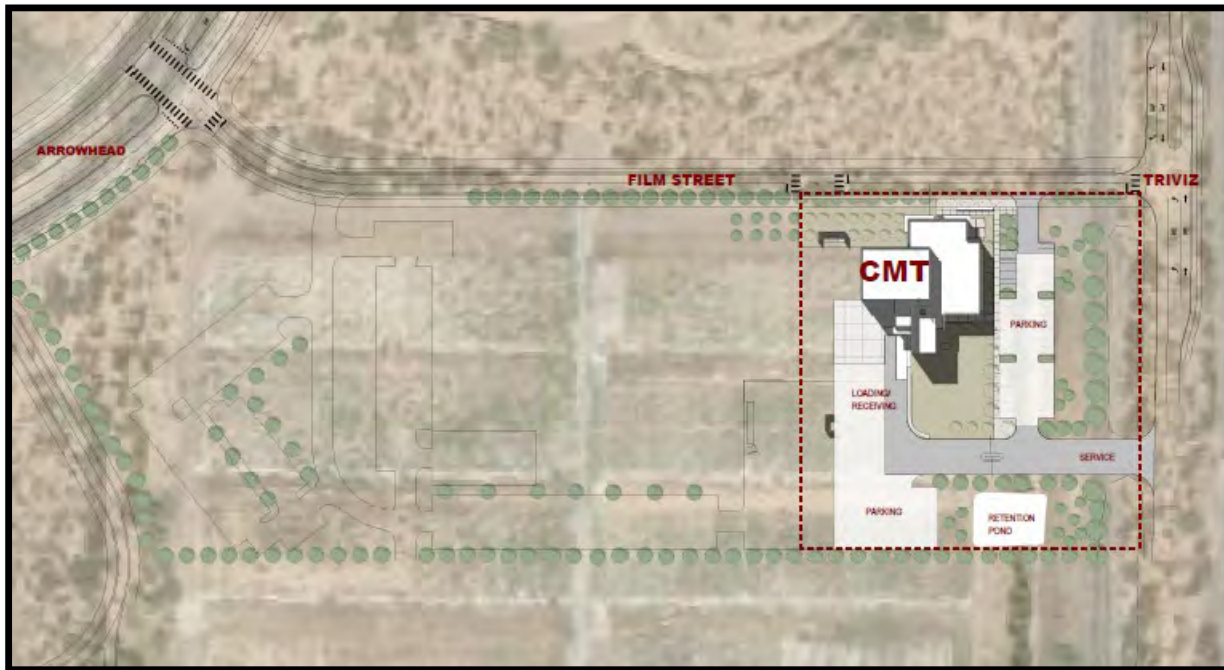 ARROWHEAD
FILM STREET
TRIVIZ
CMT
PARKING
LOADING/
RECEIVING
SERVICE
PARKING
RETENTION
POND